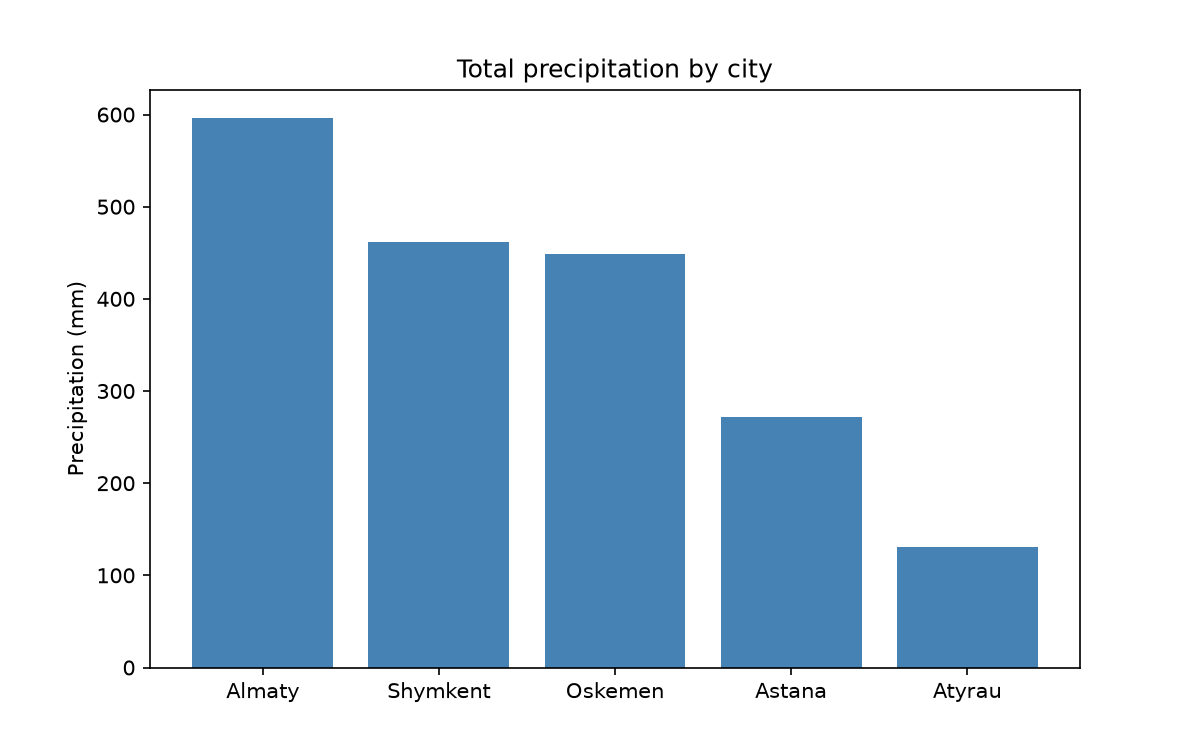 Total precipitation by city
Precipitation (mm)
600
500
400
300
200
100
0
Almaty Shymkent Oskemen Astana Atyrau